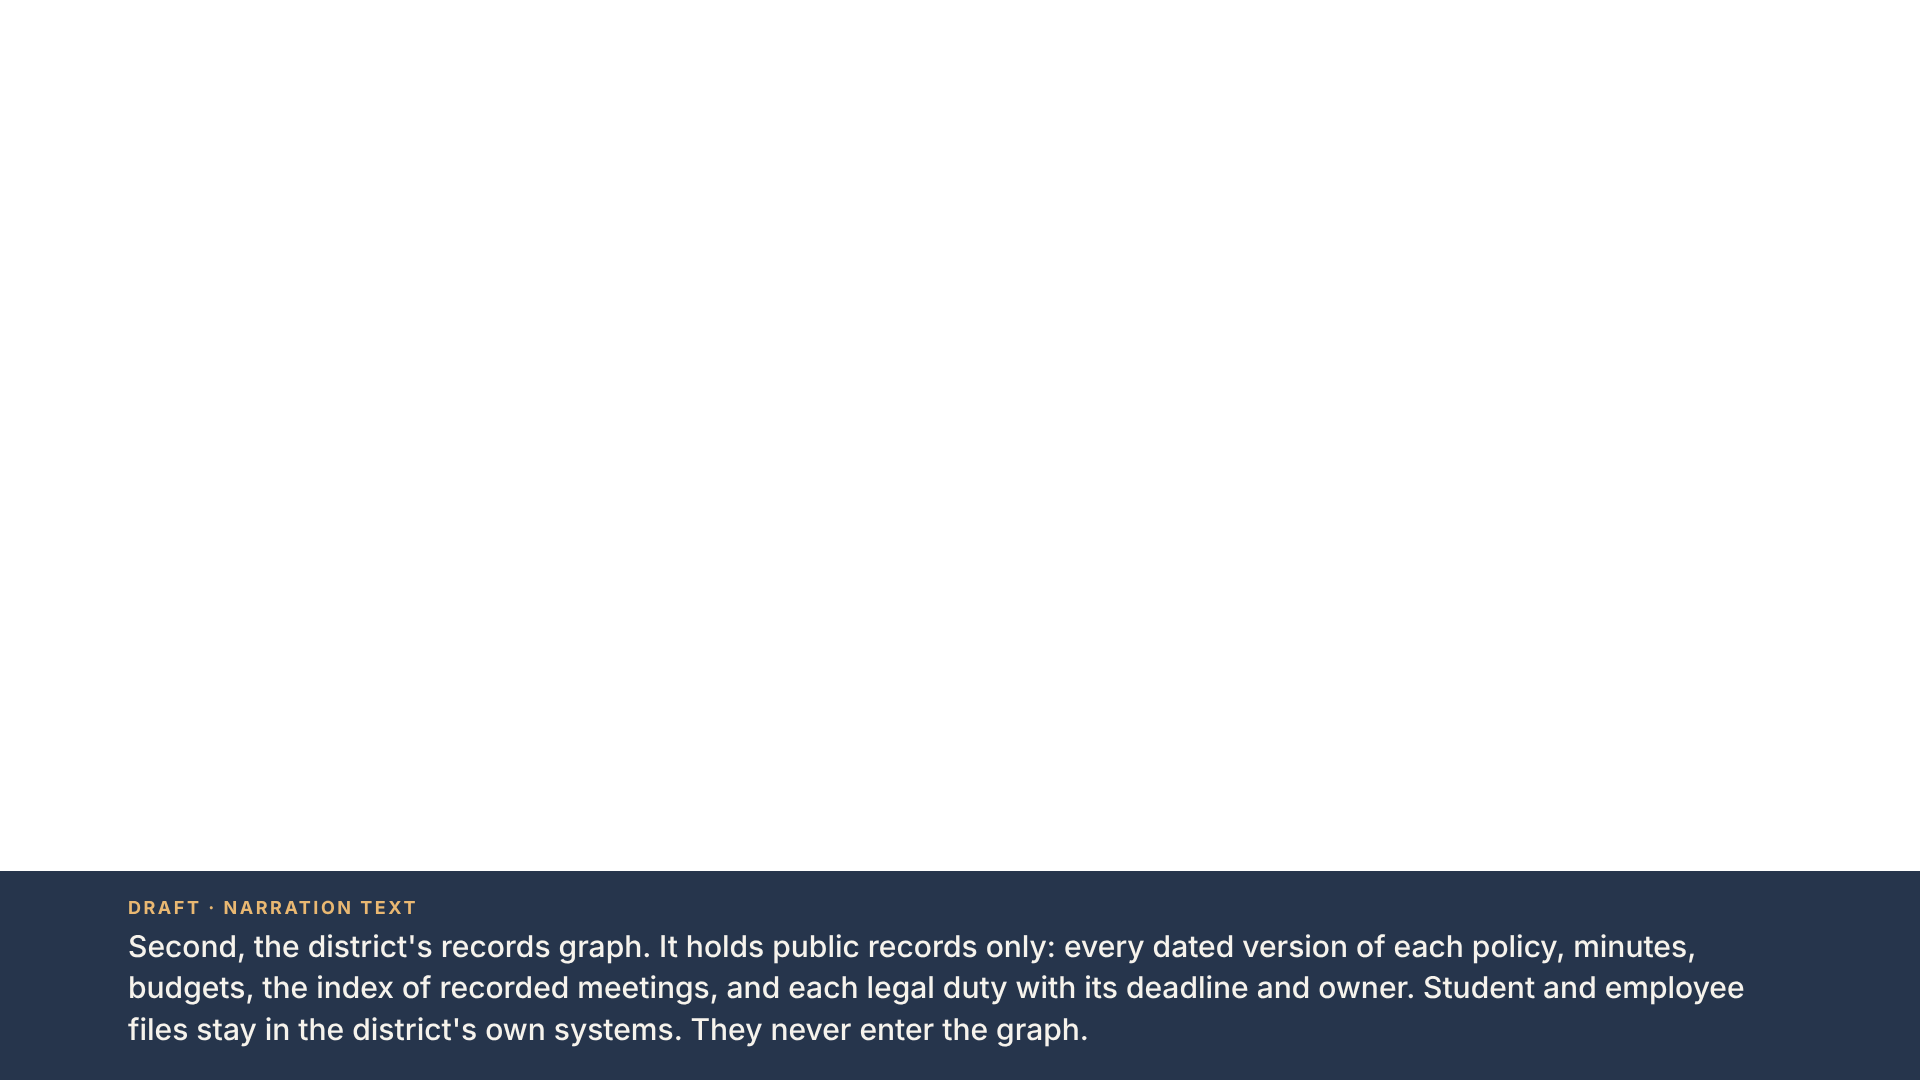 DRAFT · NARRATION TEXT
Second, the district's records graph. It holds public records only: every dated version of each policy, minutes,
budgets, the index of recorded meetings, and each legal duty with its deadline and owner. Student and employee
files stay in the district's own systems. They never enter the graph.